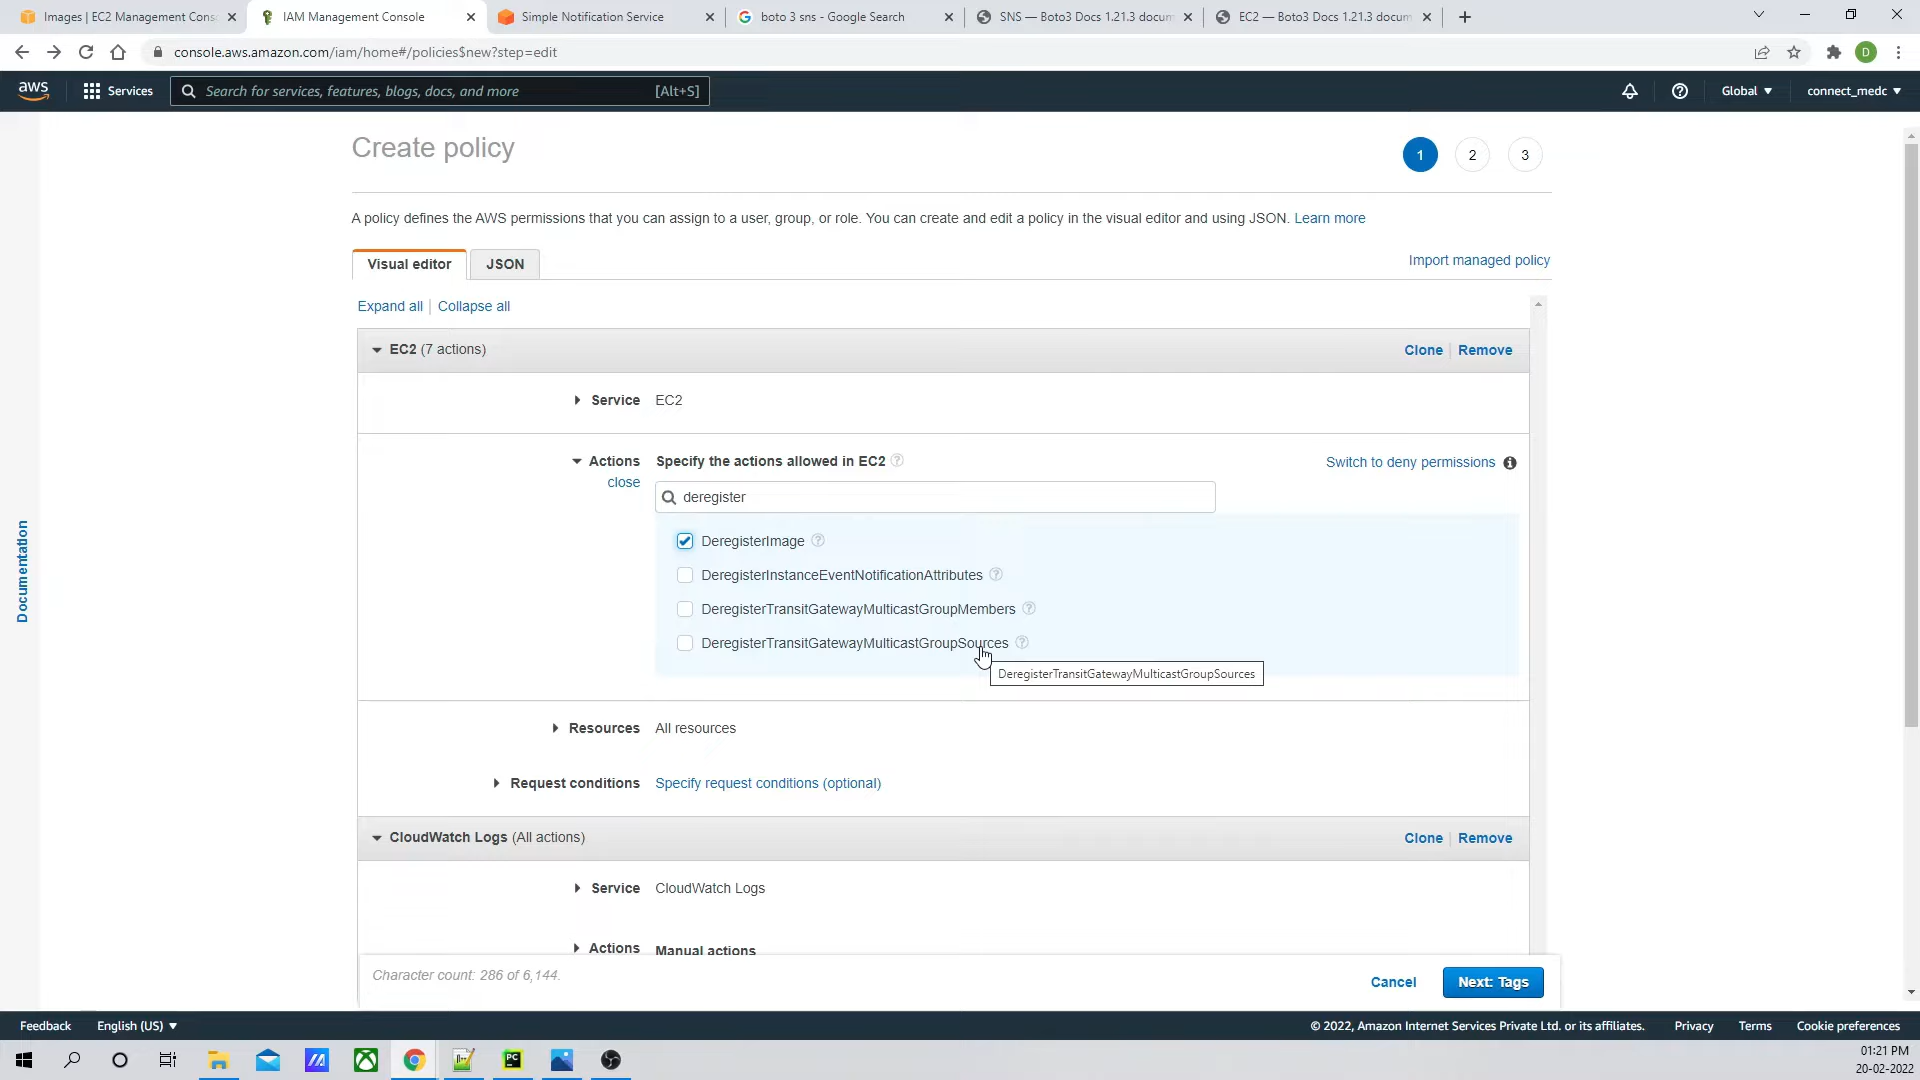 Images | EC2 Management Cons
IAM Management Console
Simple Notification Service
boto 3 sns - Google Search
SNS — Boto3 Docs 1.21.3 docum
EC2 — Boto3 Docs 1.21.3 docum
console.aws.amazon.com/iam/home#/policies$new?step=edit
D
aws
Services
Search for services, features, blogs, docs, and more
[Alt+S]
Global
connect_medc
Create policy
1
2
3
A policy defines the AWS permissions that you can assign to a user, group, or role. You can create and edit a policy in the visual editor and using JSON. Learn more
Visual editor
JSON
Import managed policy
Expand all | Collapse all
EC2 (7 actions)
Clone | Remove
Service EC2
Actions Specify the actions allowed in EC2
close
Switch to deny permissions
deregister
DeregisterImage
DeregisterInstanceEventNotificationAttributes
DeregisterTransitGatewayMulticastGroupMembers
DeregisterTransitGatewayMulticastGroupSources
DeregisterTransitGatewayMulticastGroupSources
Resources All resources
Request conditions Specify request conditions (optional)
CloudWatch Logs (All actions)
Clone | Remove
Service CloudWatch Logs
Actions Manual actions
Documentation
Character count: 286 of 6,144.
Cancel
Next: Tags
Feedback
English (US)
© 2022, Amazon Internet Services Private Ltd. or its affiliates.
Privacy
Terms
Cookie preferences
PC
01:21 PM
20-02-2022